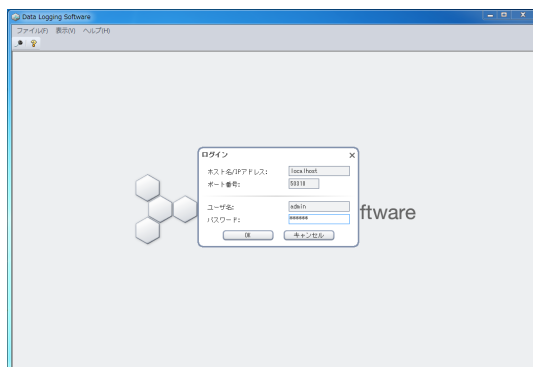 Data Logging Software
ファイル(F) 表示(V) ヘルプ(H)
ログイン
ホスト名/IPアドレス: localhost
ポート番号:
ユーザ名: admin
パスワード: ******
OK キャンセル
ftware